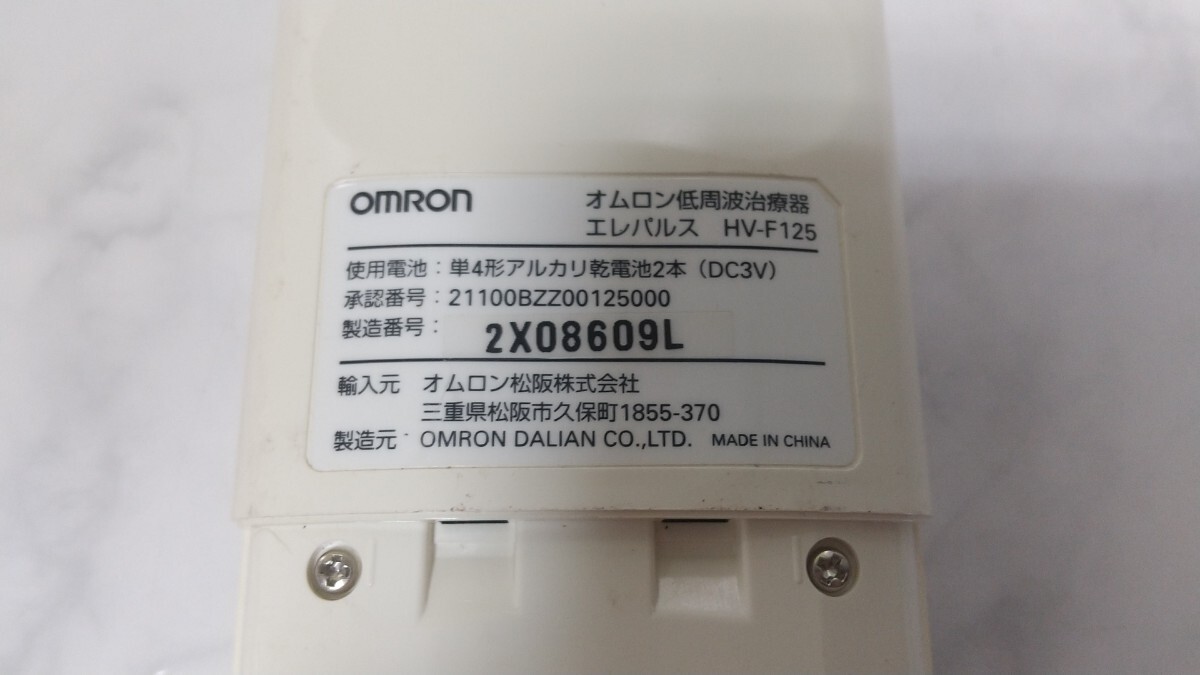 OMRON
オムロン低周波治療器
エレパルス HV-F125
使用電池：単4形アルカリ乾電池2本（DC3V）
承認番号：21100BZZ00125000
製造番号：2X08609L
輸入元 オムロン松阪株式会社
三重県松阪市久保町1855-370
製造元 OMRON DALIAN CO.,LTD. MADE IN CHINA